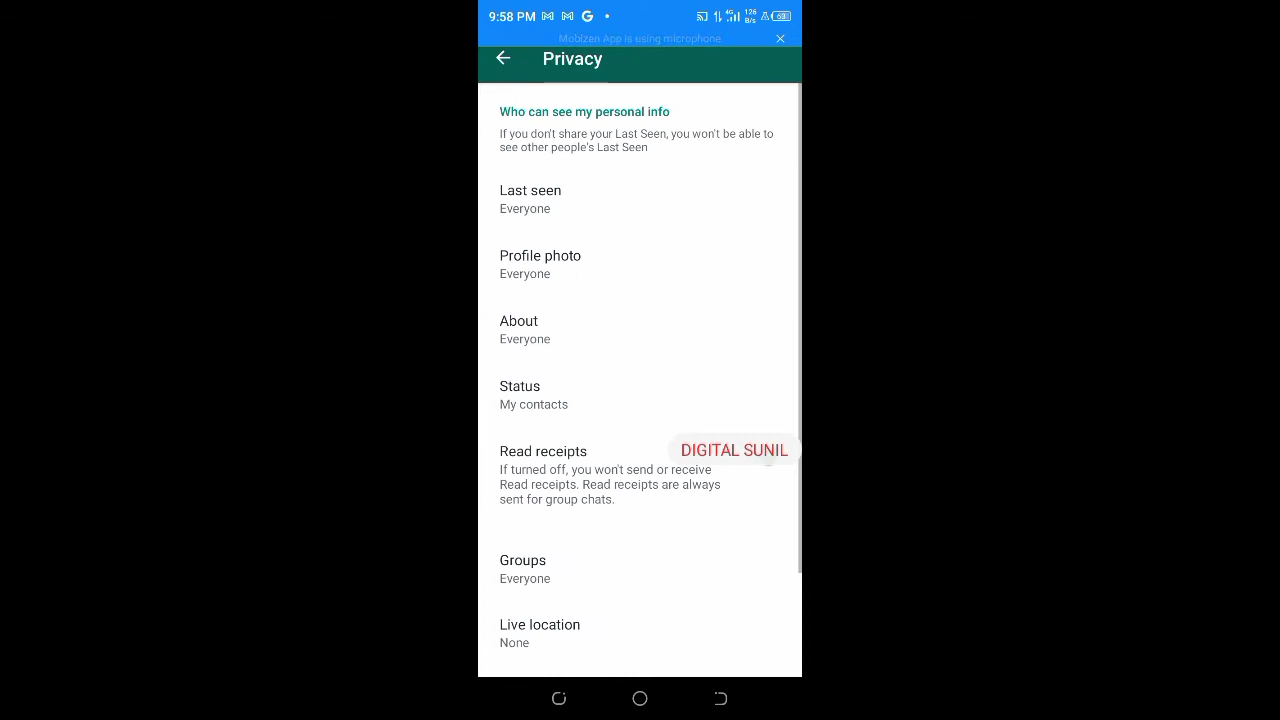 9:58 PM
4G 126 B/s 63
Mobizen App is using microphone
Privacy
Who can see my personal info
If you don't share your Last Seen, you won't be able to
see other people's Last Seen
Last seen
Everyone
Profile photo
Everyone
About
Everyone
Status
My contacts
Read receipts
DIGITAL SUNIL
If turned off, you won't send or receive
Read receipts. Read receipts are always
sent for group chats.
Groups
Everyone
Live location
None